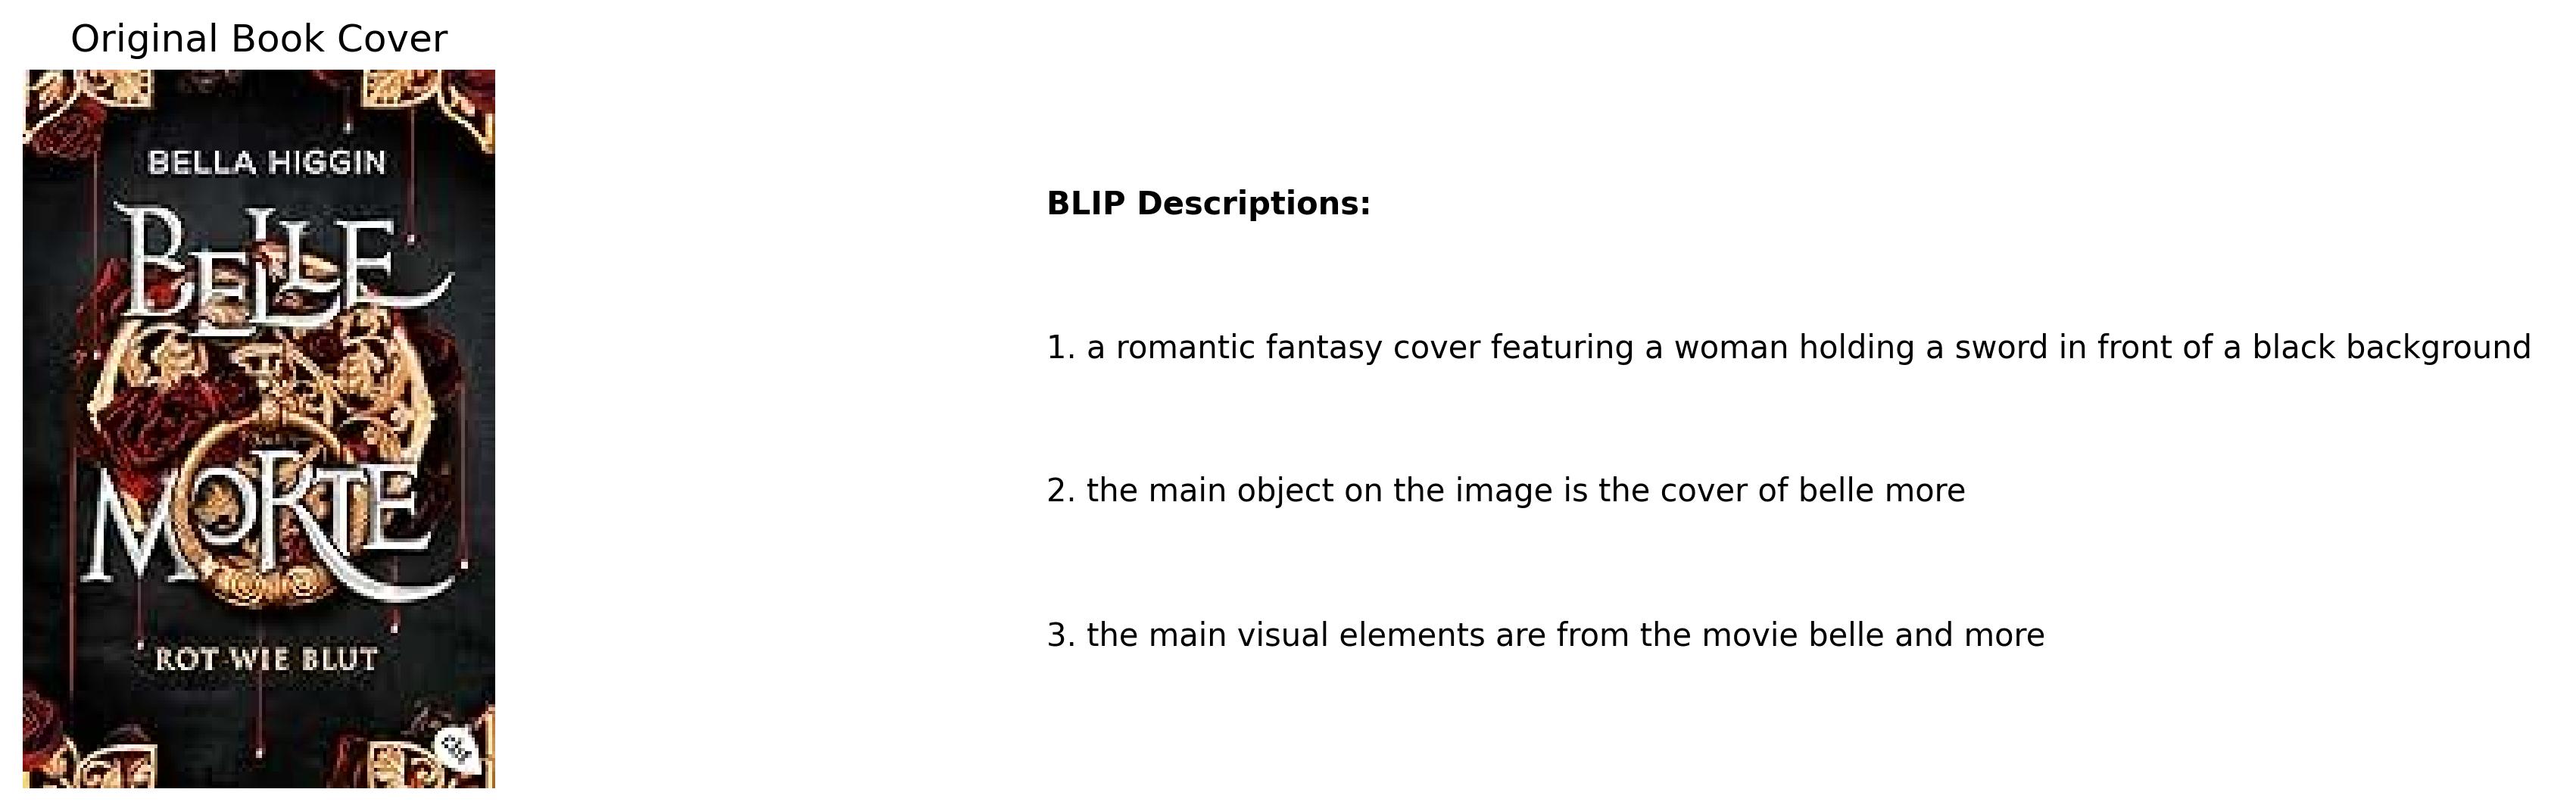 Original Book Cover
BELLA HIGGIN
BELLE
MORTE
ROT WIE BLUT
BLIP Descriptions:
1. a romantic fantasy cover featuring a woman holding a sword in front of a black background
2. the main object on the image is the cover of belle more
3. the main visual elements are from the movie belle and more